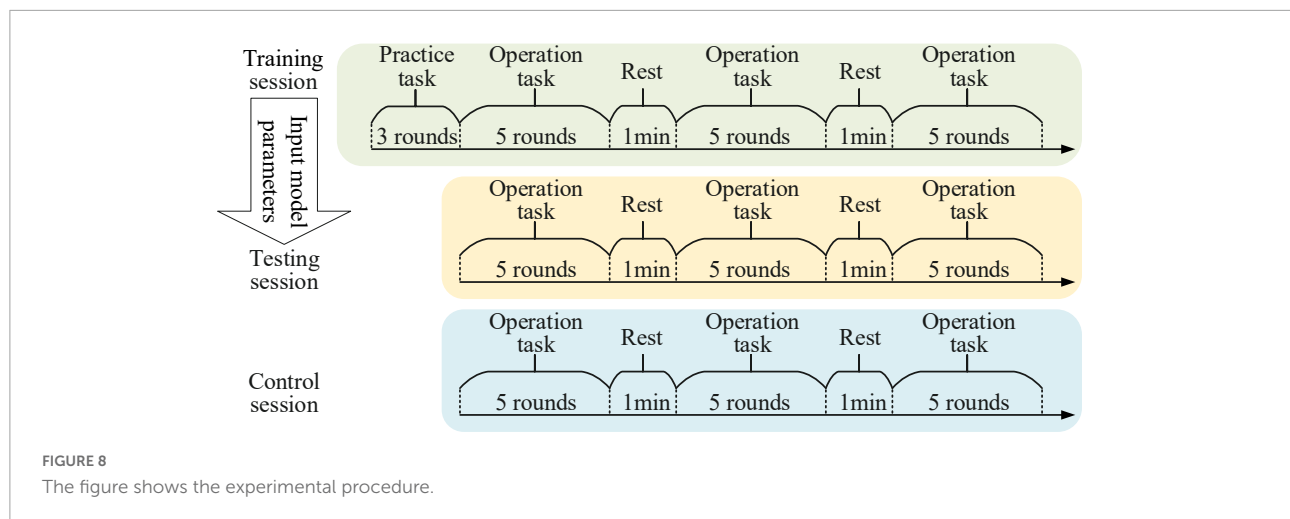 Training
session
Practice
task
Operation
task
Rest
Operation
task
Rest
Operation
task
3 rounds
5 rounds
1min
5 rounds
1min
5 rounds
Input model
parameters
Testing
session
Operation
task
Rest
Operation
task
Rest
Operation
task
5 rounds
1min
5 rounds
1min
5 rounds
Control
session
Operation
task
Rest
Operation
task
Rest
Operation
task
5 rounds
1min
5 rounds
1min
5 rounds
FIGURE 8
The figure shows the experimental procedure.